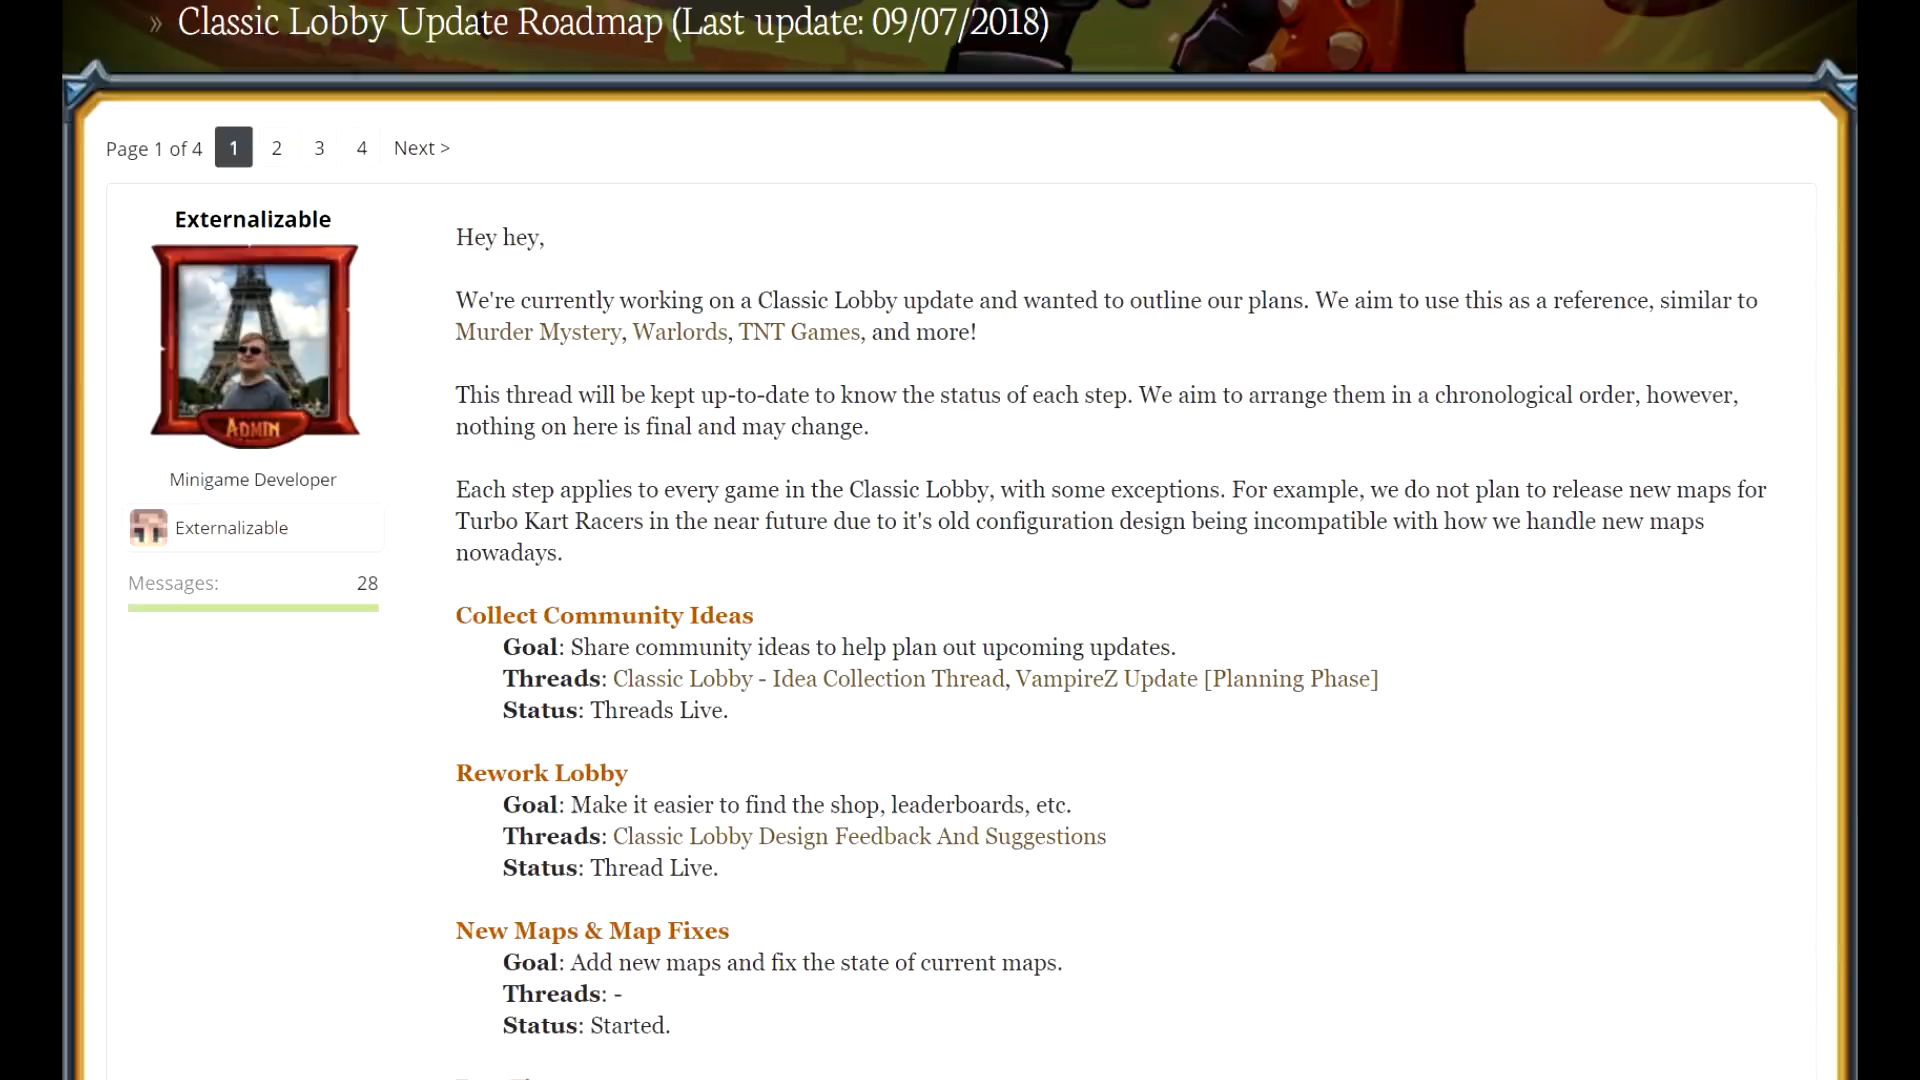 » Classic Lobby Update Roadmap (Last update: 09/07/2018)
Page 1 of 4 1 2 3 4 Next >
Externalizable
ADMIN
Minigame Developer
Externalizable
Messages: 28
Hey hey,
We're currently working on a Classic Lobby update and wanted to outline our plans. We aim to use this as a reference, similar to
Murder Mystery, Warlords, TNT Games, and more!
This thread will be kept up-to-date to know the status of each step. We aim to arrange them in a chronological order, however,
nothing on here is final and may change.
Each step applies to every game in the Classic Lobby, with some exceptions. For example, we do not plan to release new maps for
Turbo Kart Racers in the near future due to it's old configuration design being incompatible with how we handle new maps
nowadays.
Collect Community Ideas
Goal: Share community ideas to help plan out upcoming updates.
Threads: Classic Lobby - Idea Collection Thread, VampireZ Update [Planning Phase]
Status: Threads Live.
Rework Lobby
Goal: Make it easier to find the shop, leaderboards, etc.
Threads: Classic Lobby Design Feedback And Suggestions
Status: Thread Live.
New Maps & Map Fixes
Goal: Add new maps and fix the state of current maps.
Threads: -
Status: Started.